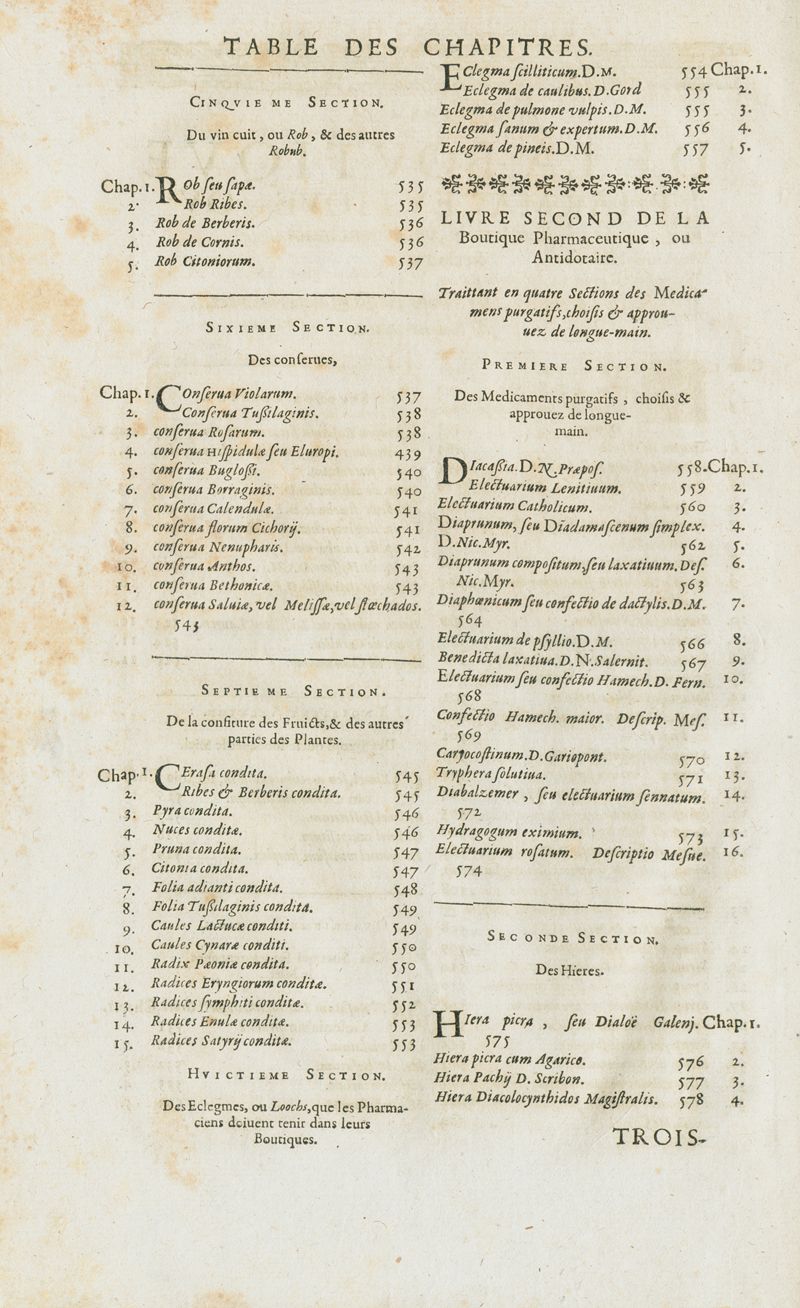 TABLE DES CHAPITRES.
CINQVIEME SECTION.
Du vin cuit, ou Rob, & des autres
Robub.
Chap. 1. ROb ſeu ſapæ. 535
2. Rob Ribes. 535
3. Rob de Berberis. 536
4. Rob de Cornis. 536
5. Rob Citoniorum. 537
SIXIEME SECTION.
Des conſerues,
Chap. 1. COnſerua Violarum. 537
2. Conſerua Tuſſilaginis. 538
3. conſerua Roſarum. 538
4. conſerua Hiſpidulæ ſeu Eluropi. 439
5. conſerua Bugloſſi. 540
6. conſerua Borraginis. 540
7. conſerua Calendulæ. 541
8. conſerua florum Cichorij. 541
9. conſerua Nenupharis. 542
10. conſerua Anthos. 543
11. conſerua Bethonicæ. 543
12. conſerua Saluiæ, vel Meliſſæ, vel ſtœchados.
543
SEPTIEME SECTION.
De la confiture des Fruicts, & des autres
parties des Plantes.
Chap. 1. CEraſa condita. 545
2. Ribes & Berberis condita. 545
3. Pyra condita. 546
4. Nuces conditæ. 546
5. Pruna condita. 547
6. Citonia condita. 547
7. Folia adianti condita. 548
8. Folia Tuſſilaginis condita. 549
9. Caules Lactucæ conditi. 549
10. Caules Cynaræ conditi. 550
11. Radix Pæoniæ condita. 550
12. Radices Eryngiorum conditæ. 551
13. Radices ſymphiti conditæ. 552
14. Radices Enulæ conditæ. 553
15. Radices Satyrij conditæ. 553
HVICTIEME SECTION.
Des Eclegmes, ou Loochs, que les Pharma-
ciens doiuent tenir dans leurs
Boutiques.
EClegma ſcilliticum. D. M. 554 Chap. 1.
Eclegma de caulibus. D. Gord 555 2.
Eclegma de pulmone vulpis. D. M. 555 3.
Eclegma ſanum & expertum. D. M. 556 4.
Eclegma de pineis. D. M. 557 5.
LIVRE SECOND DE LA
Boutique Pharmaceutique, ou
Antidotaire.
Traittant en quatre Sections des Medica-
mens purgatifs, choiſis & approu-
uez de longue-main.
PREMIERE SECTION.
Des Medicaments purgatifs, choiſis &
approuez de longue-
main.
DIacaſſia. D. N. Præpoſ. 558. Chap. 1.
Electuarium Lenitiuum. 559 2.
Electuarium Catholicum. 560 3.
Diaprunum, ſeu Diadamaſcenum ſimplex. 4.
D. Nic. Myr. 562 5.
Diaprunum compoſitum, ſeu laxatiuum. Deſ. 6.
Nic. Myr. 563
Diaphœnicum ſeu confectio de dactylis. D. M. 7.
564
Electuarium de pſyllio. D. M. 566 8.
Benedicta laxatiua. D. N. Salernit. 567 9.
Electuarium ſeu confectio Hamech. D. Fern. 10.
568
Confectio Hamech. maior. Deſcrip. Meſ. 11.
569
Caryocoſtinum. D. Gariopont. 570 12.
Tryphera ſolutiua. 571 13.
Diabalzemer, ſeu electuarium ſennatum. 14.
572
Hydragogum eximium. 573 15.
Electuarium roſatum. Deſcriptio Meſue. 16.
574
SECONDE SECTION.
Des Hieres.
HIera picra, ſeu Dialoë Galenj. Chap. 1.
575
Hiera picra cum Agarico. 576 2.
Hiera Pachij D. Scribon. 577 3.
Hiera Diacolocynthidos Magiſtralis. 578 4.
TROIS-